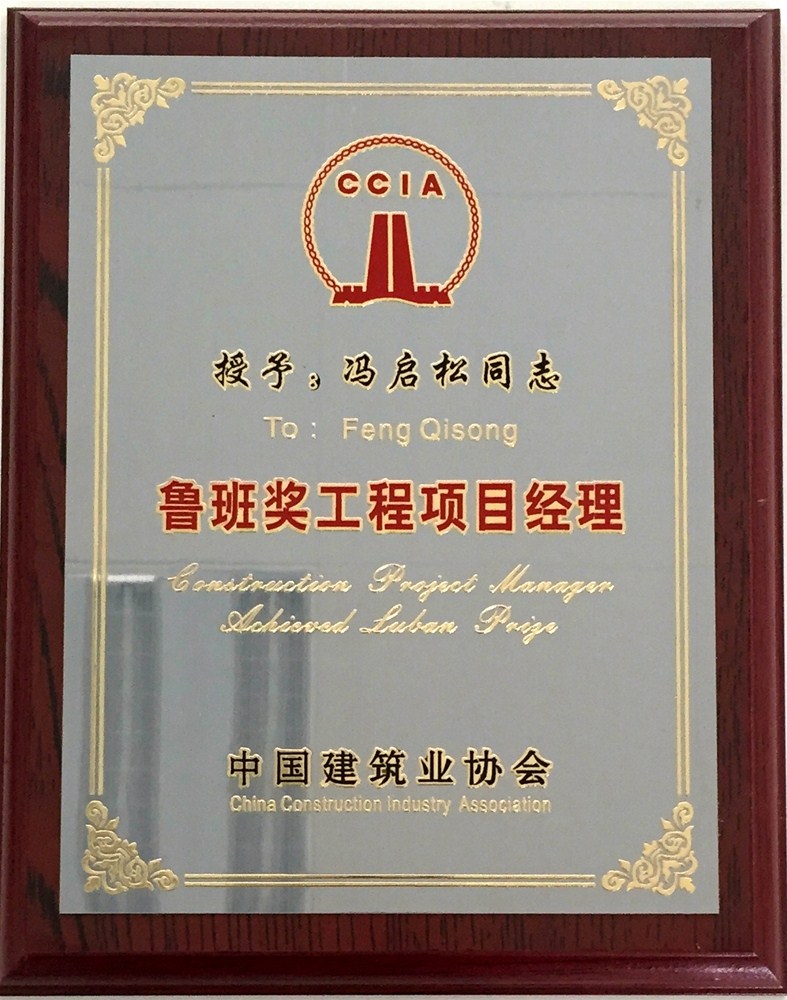 CCIA
授予：冯启松同志
To： Feng Qisong
鲁班奖工程项目经理
Construction Project Manager
Achieved Luban Prize
中国建筑业协会
China Construction Industry Association